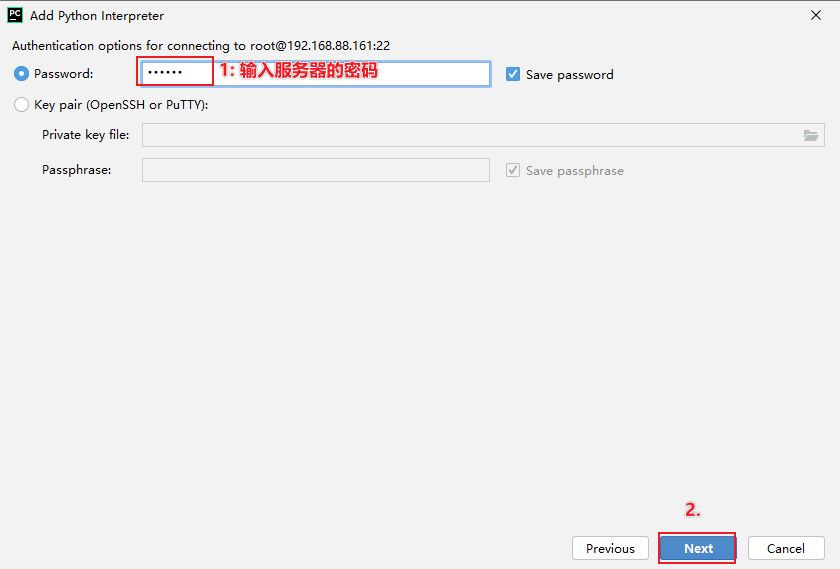 PC Add Python Interpreter
Authentication options for connecting to root@192.168.88.161:22
Password: •••••• 1: 输入服务器的密码 Save password
Key pair (OpenSSH or PuTTY):
Private key file:
Passphrase: Save passphrase
2.
Previous Next Cancel